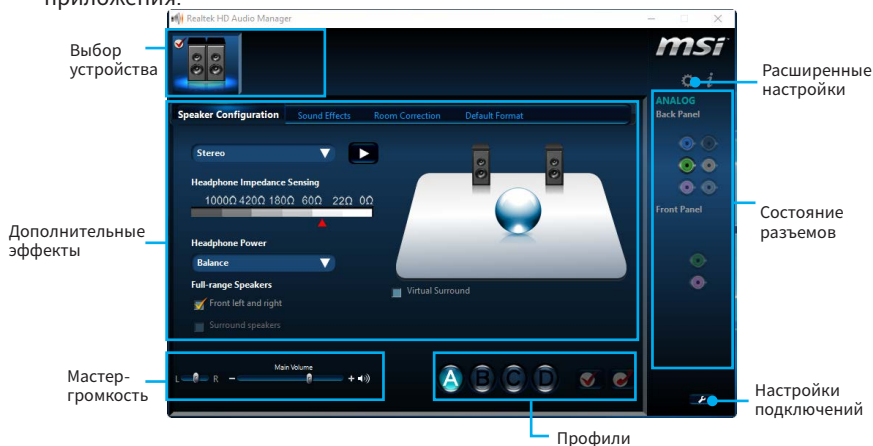 приложения.
Realtek HD Audio Manager
Выбор
устройства
msi
i
Расширенные
настройки
ANALOG
Back Panel
Speaker Configuration Sound Effects Room Correction Default Format
Stereo
Headphone Impedance Sensing
1000Ω 420Ω 180Ω 60Ω 22Ω 0Ω
Front Panel
Состояние
разъемов
Дополнительные
эффекты
Headphone Power
Balance
Full-range Speakers
Front left and right
Virtual Surround
Surround speakers
Мастер-
громкость
Main Volume
L R - +
A B C D
Настройки
подключений
Профили